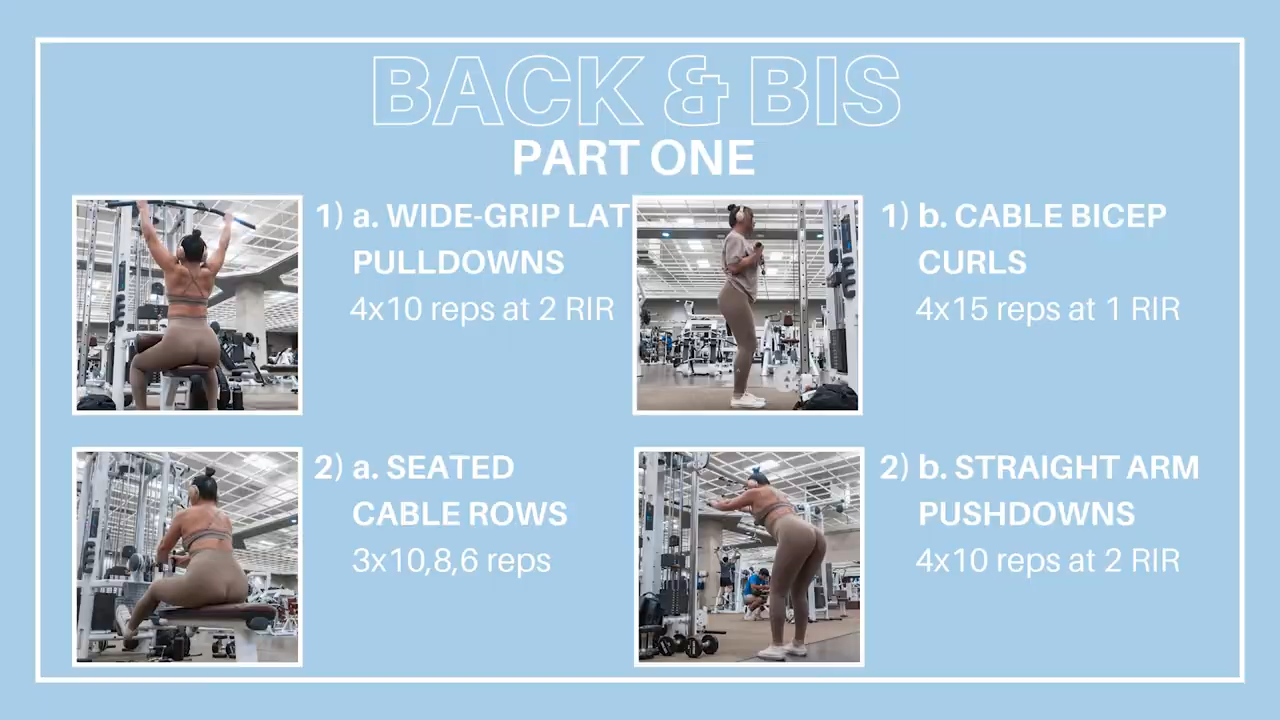 BACK & BIS
PART ONE
1) a. WIDE-GRIP LAT
PULLDOWNS
4x10 reps at 2 RIR
1) b. CABLE BICEP
CURLS
4x15 reps at 1 RIR
2) a. SEATED
CABLE ROWS
3x10,8,6 reps
2) b. STRAIGHT ARM
PUSHDOWNS
4x10 reps at 2 RIR